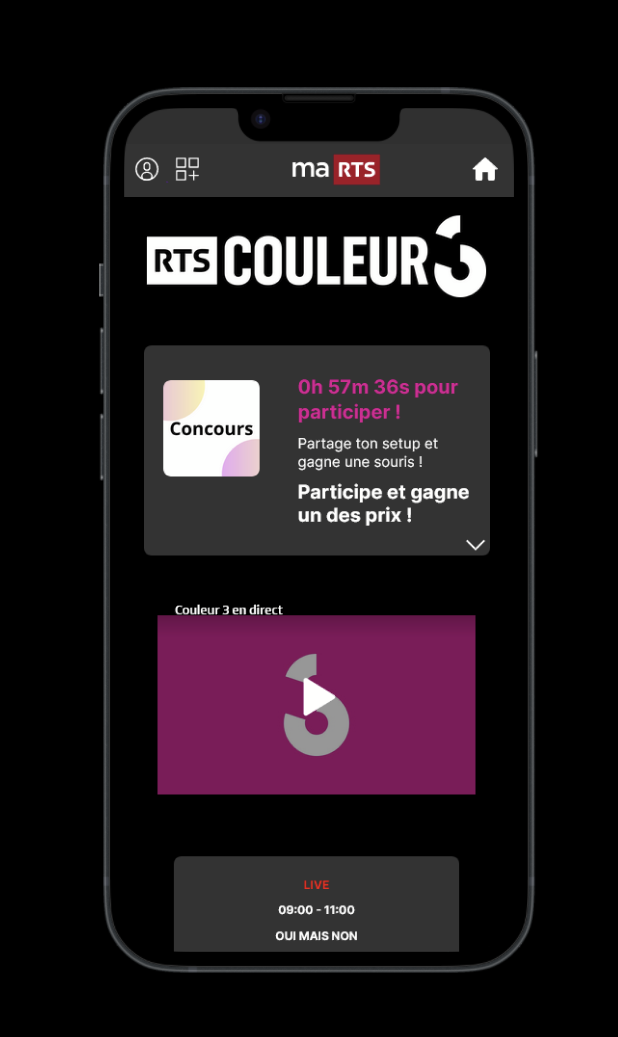 ma RTS
RTS COULEUR 3
0h 57m 36s pour
participer !
Concours
Partage ton setup et
gagne une souris !
Participe et gagne
un des prix !
Couleur 3 en direct
3
LIVE
09:00 - 11:00
OUI MAIS NON